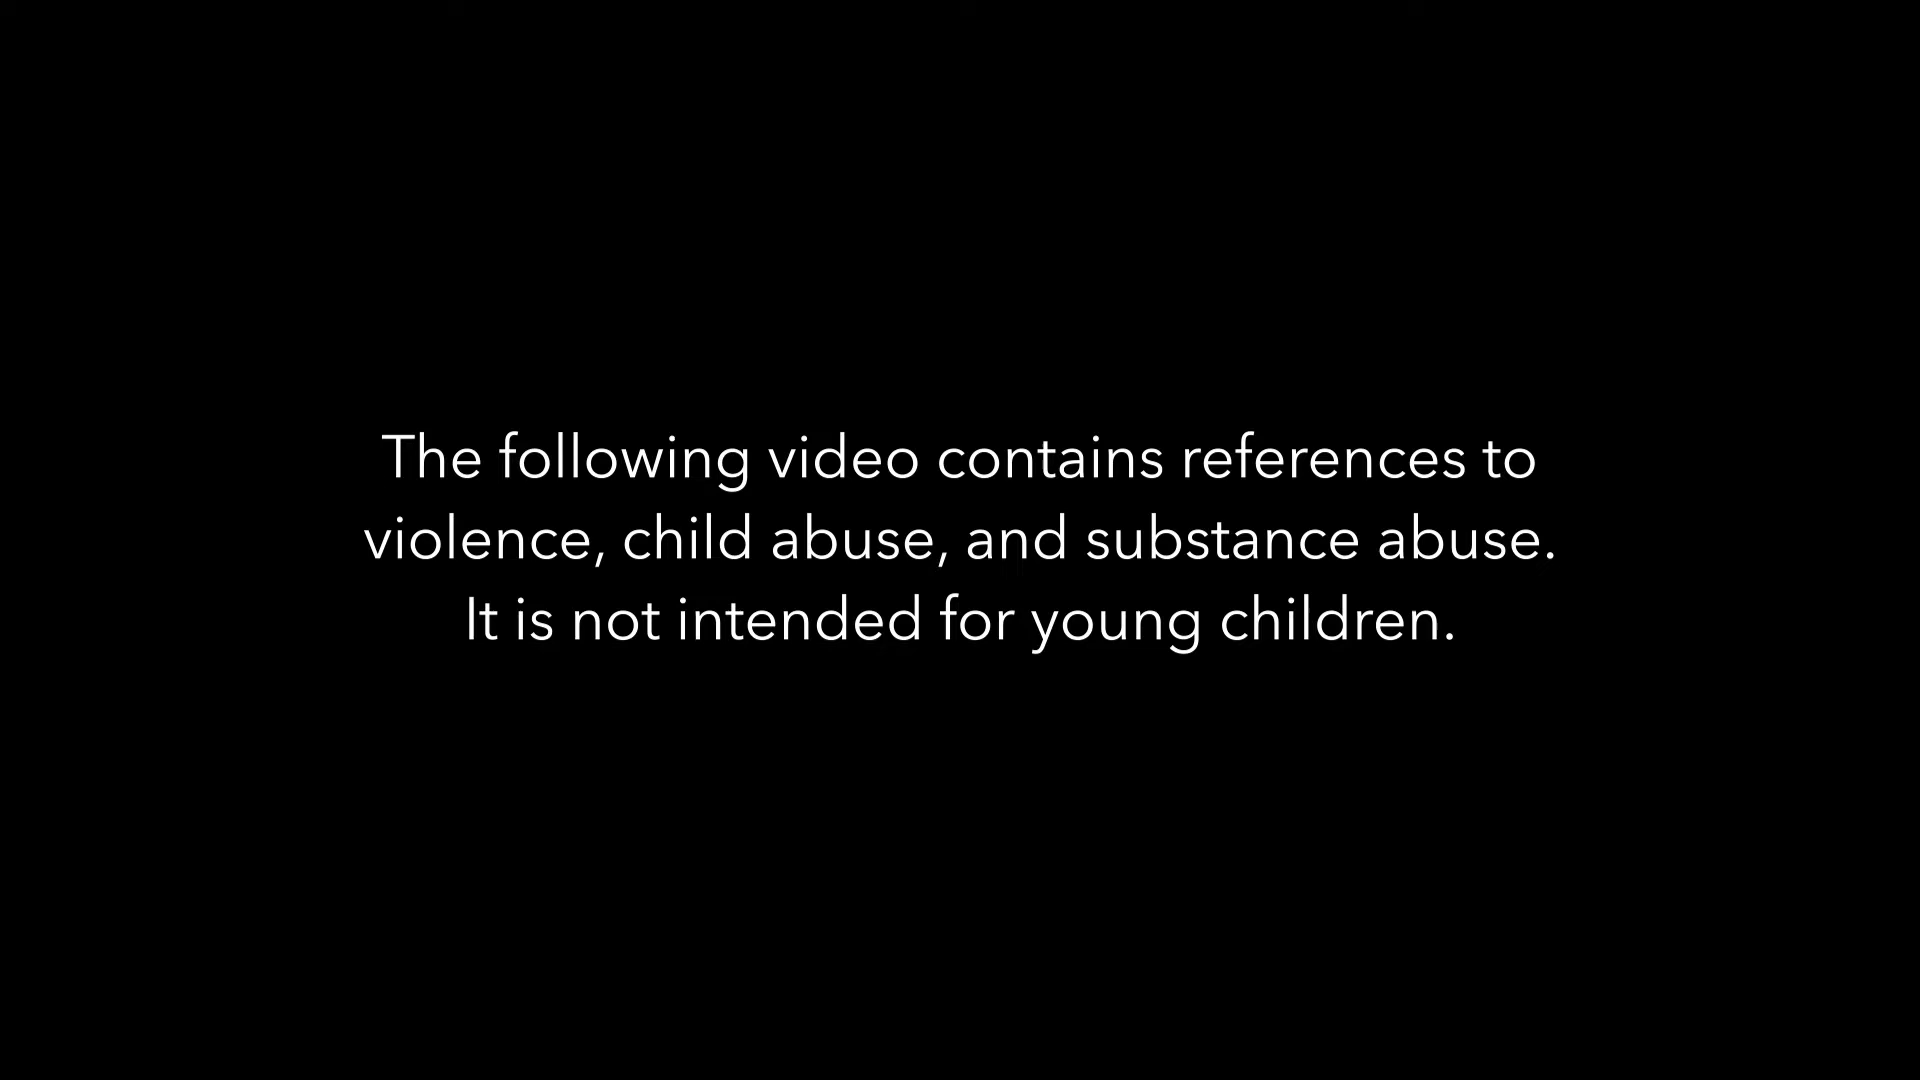 The following video contains references to
violence, child abuse, and substance abuse.
It is not intended for young children.